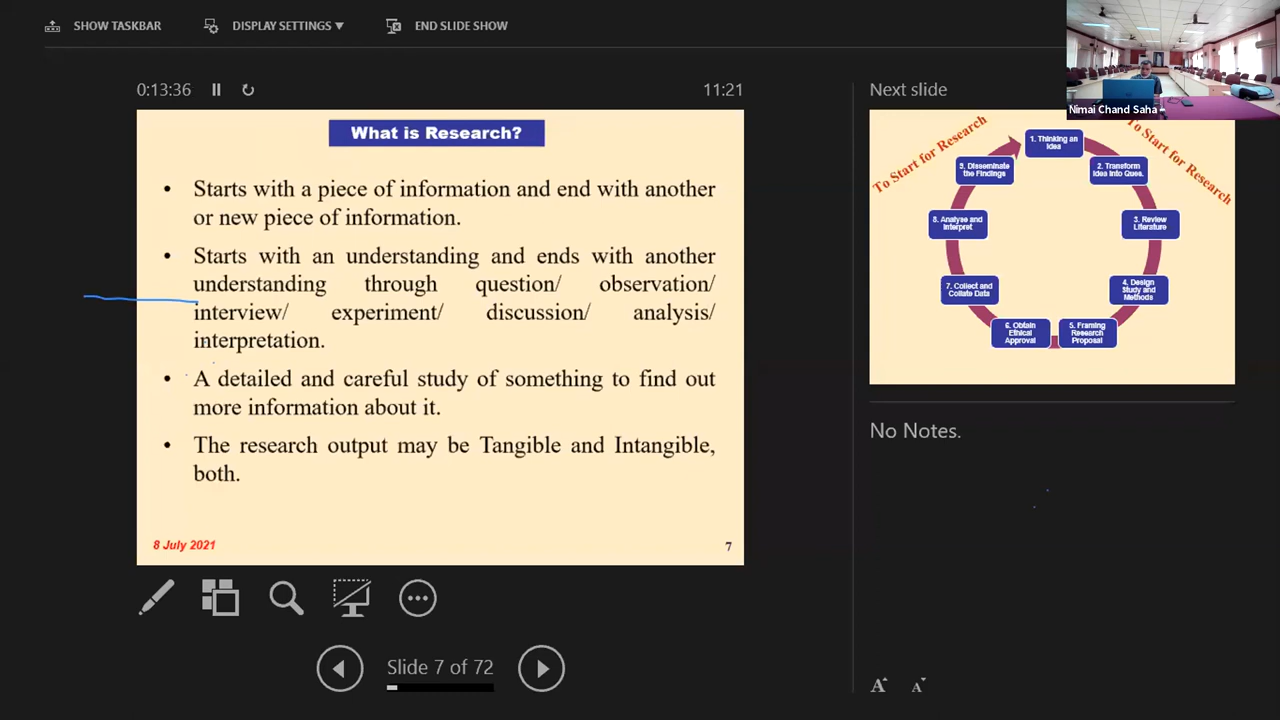 SHOW TASKBAR
DISPLAY SETTINGS
END SLIDE SHOW
Nimai Chand Saha
0:13:36
11:21
What is Research?
• Starts with a piece of information and end with another
or new piece of information.
• Starts with an understanding and ends with another
understanding through question/ observation/
interview/ experiment/ discussion/ analysis/
interpretation.
• A detailed and careful study of something to find out
more information about it.
• The research output may be Tangible and Intangible,
both.
8 July 2021
7
Slide 7 of 72
Next slide
To Start for Research
To Start for Research
1. Thinking an
Idea
2. Transform
Idea into Ques.
3. Review
Literature
4. Design
Study and
Methods
5. Framing
Research
Proposal
6. Obtain
Ethical
Approval
7. Collect and
Collate Data
8. Analyse and
Interpret
9. Disseminate
the Findings
No Notes.
A A